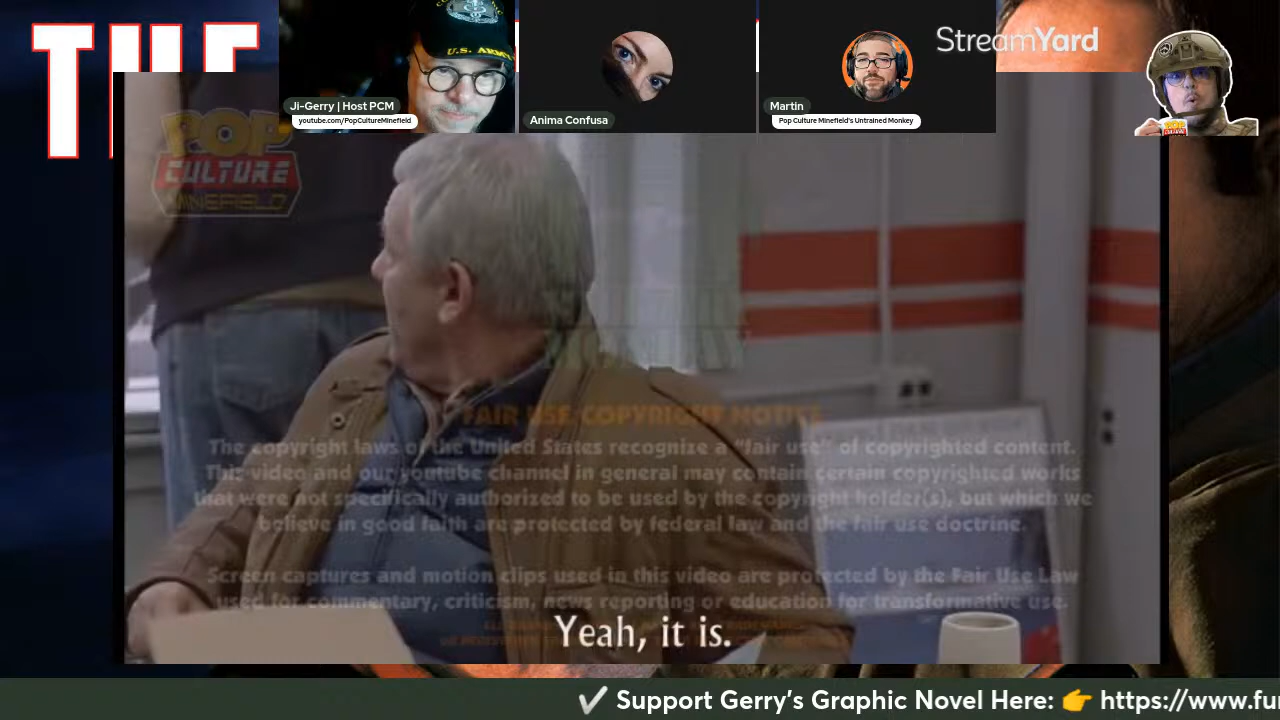 THE
StreamYard
Ji-Gerry | Host PCM
youtube.com/PopCultureMinefield
Anima Confusa
Martin
Pop Culture Minefield's Untrained Monkey
U.S. ARMY
POP
CULTURE
MINEFIELD
FAIR USE COPYRIGHT NOTICE
The copyright laws of the United States recognize a “fair use” of copyrighted content.
This video and our youtube channel in general may contain certain copyrighted works
that were not specifically authorized to be used by the copyright holder(s), but which we
believe in good faith are protected by federal law and the fair use doctrine.
Screen captures and motion clips used in this video are protected by the Fair Use Law
used for commentary, criticism, news reporting or education for transformative use.
Yeah, it is.
✔ Support Gerry's Graphic Novel Here: 👉 https://www.fu